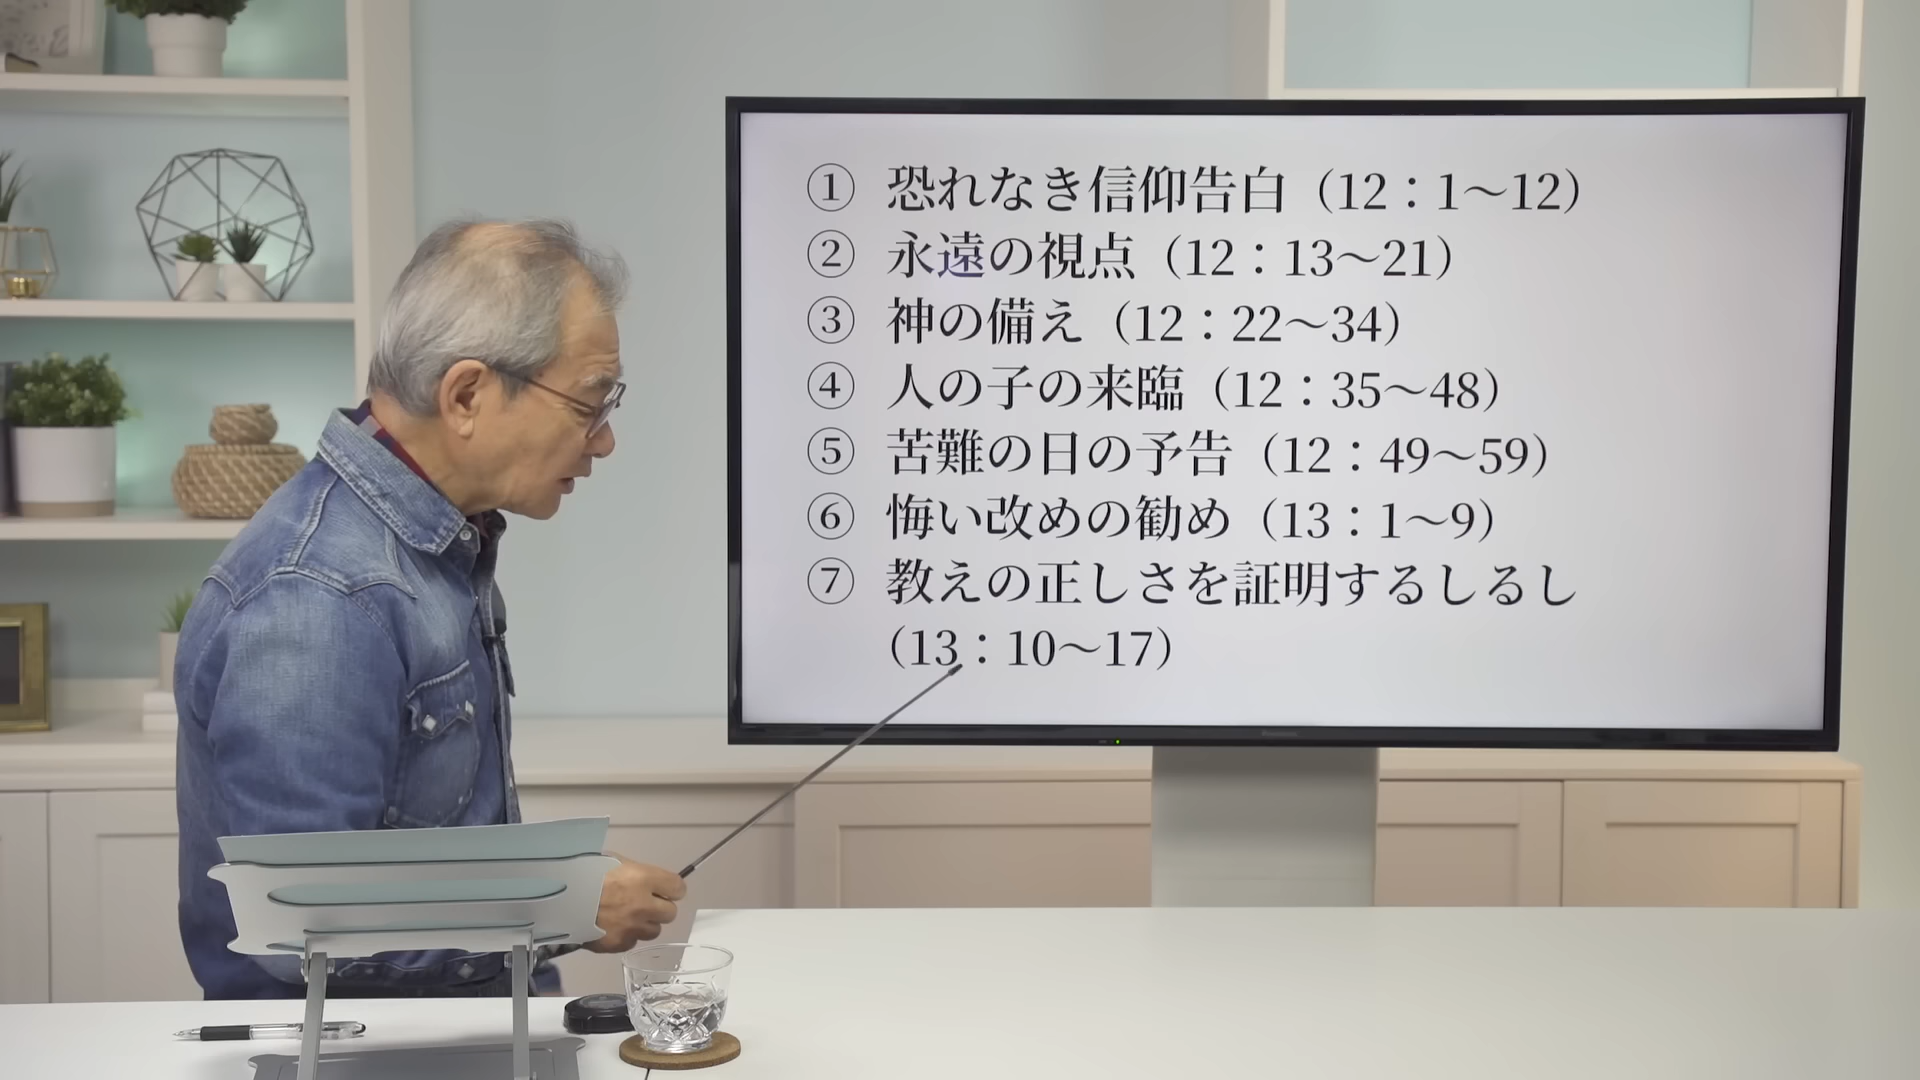 ① 恐れなき信仰告白（12：1〜12）
② 永遠の視点（12：13〜21）
③ 神の備え（12：22〜34）
④ 人の子の来臨（12：35〜48）
⑤ 苦難の日の予告（12：49〜59）
⑥ 悔い改めの勧め（13：1〜9）
⑦ 教えの正しさを証明するしるし
（13：10〜17）